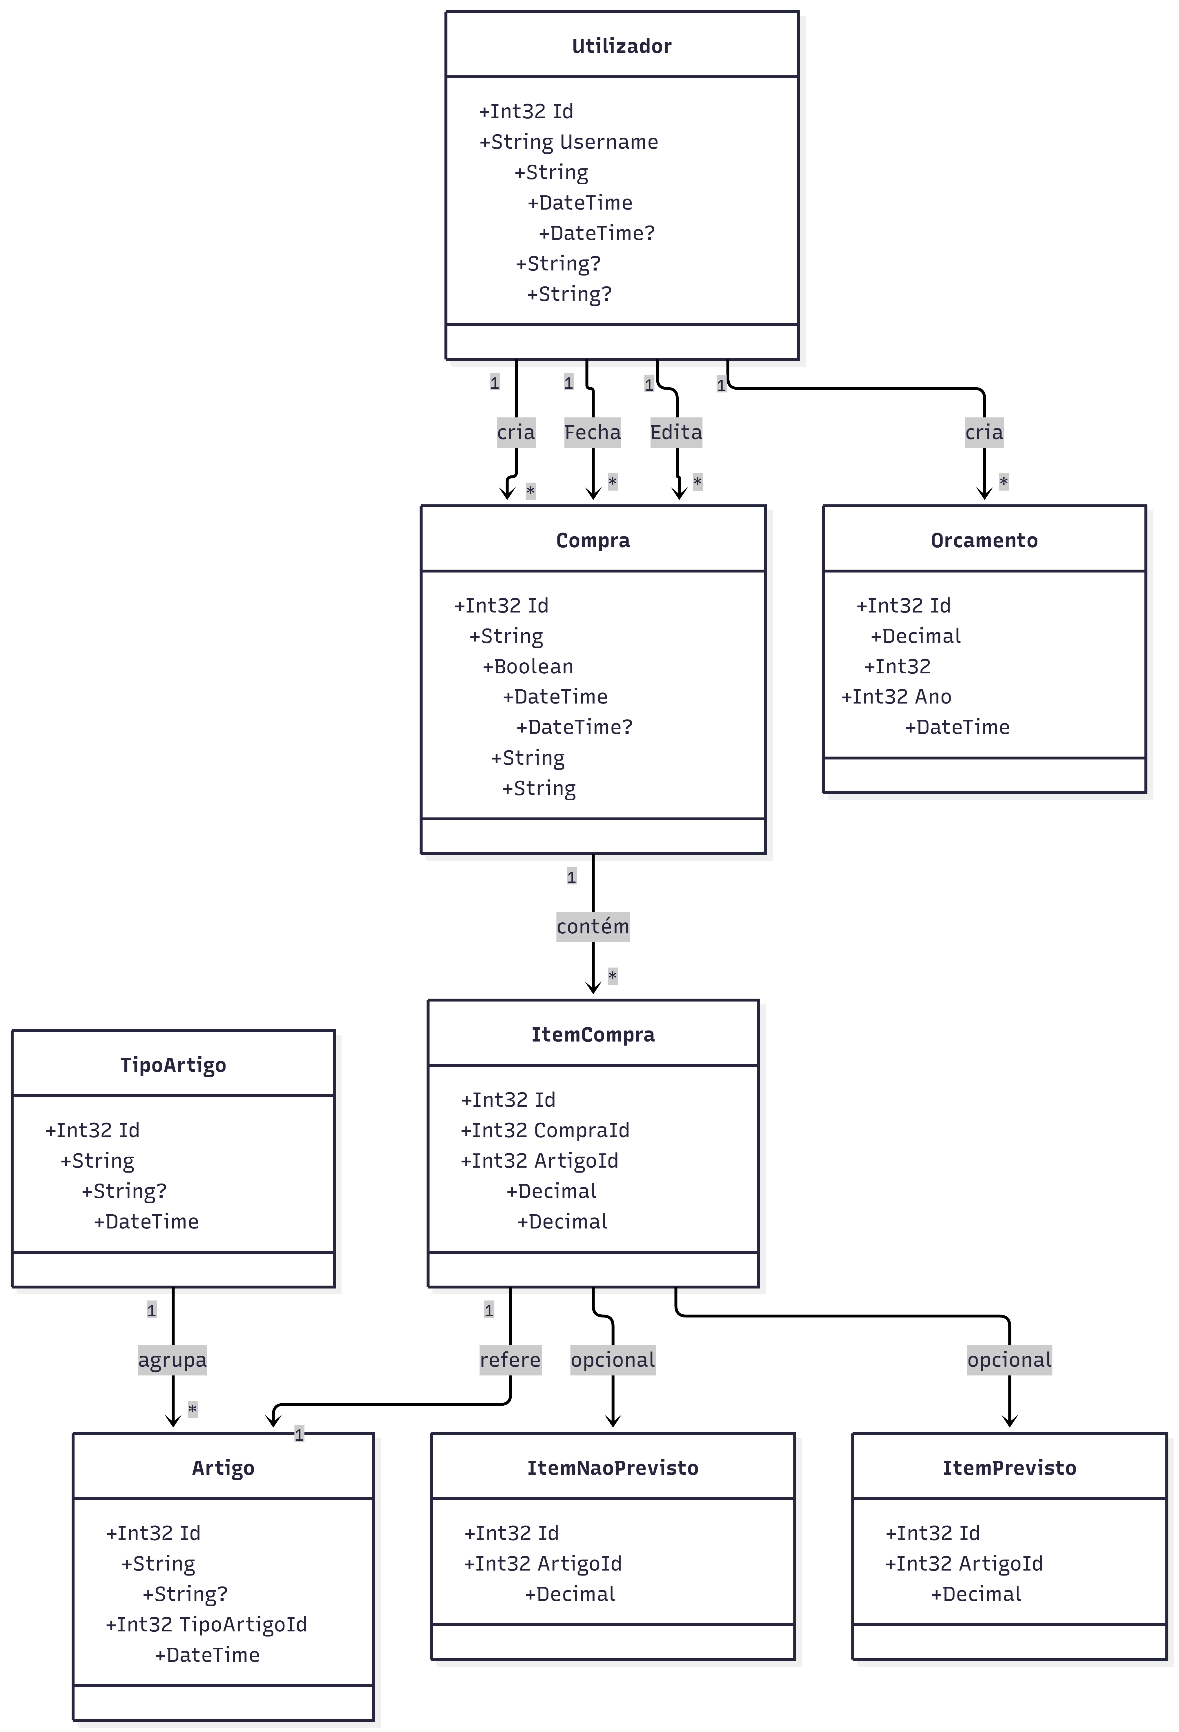 Utilizador
+Int32 Id
+String Username
+String
+DateTime
+DateTime?
+String?
+String?
1
1
1
1
cria
Fecha
Edita
cria
*
*
*
*
Compra
+Int32 Id
+String
+Boolean
+DateTime
+DateTime?
+String
+String
Orcamento
+Int32 Id
+Decimal
+Int32
+Int32 Ano
+DateTime
1
contém
*
TipoArtigo
+Int32 Id
+String
+String?
+DateTime
ItemCompra
+Int32 Id
+Int32 CompraId
+Int32 ArtigoId
+Decimal
+Decimal
1
1
agrupa
refere
opcional
opcional
*
1
Artigo
+Int32 Id
+String
+String?
+Int32 TipoArtigoId
+DateTime
ItemNaoPrevisto
+Int32 Id
+Int32 ArtigoId
+Decimal
ItemPrevisto
+Int32 Id
+Int32 ArtigoId
+Decimal